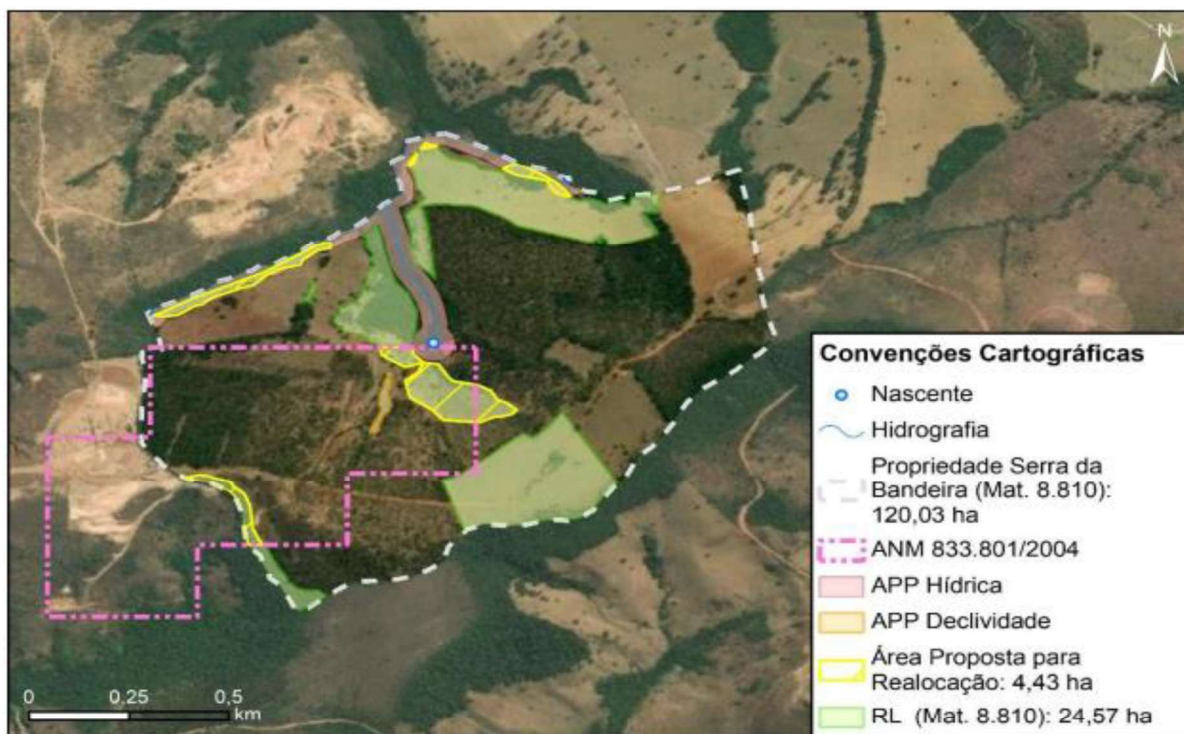 N
Convenções Cartográficas
Nascente
Hidrografia
Propriedade Serra da
Bandeira (Mat. 8.810):
120,03 ha
ANM 833.801/2004
APP Hídrica
APP Declividade
Área Proposta para
Realocação: 4,43 ha
RL (Mat. 8.810): 24,57 ha
0 0,25 0,5
km